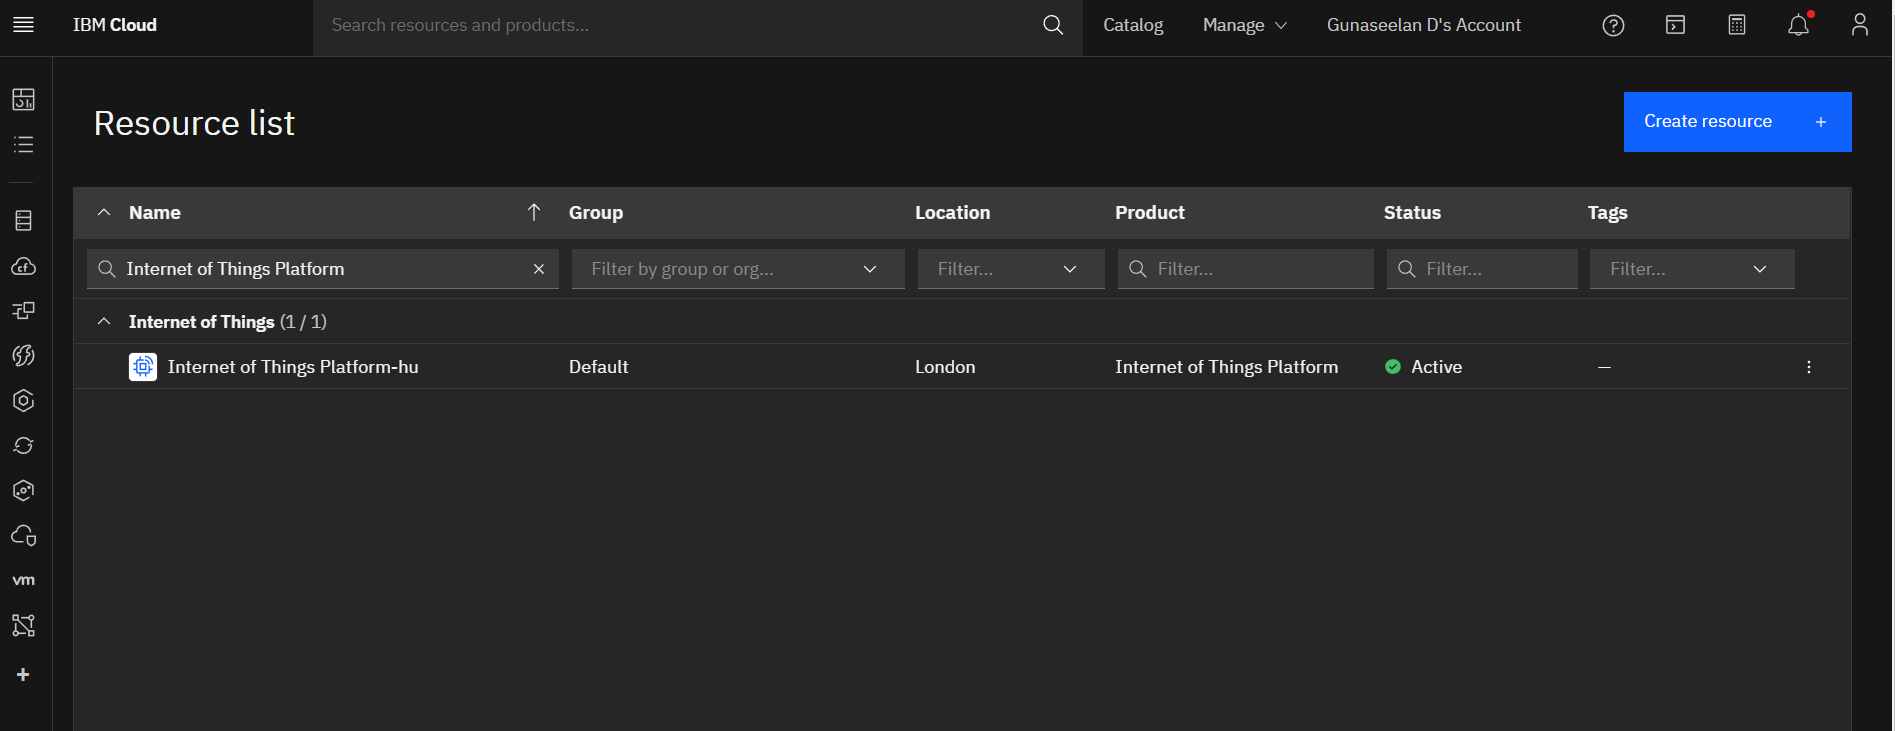 IBM Cloud
Search resources and products...
Catalog
Manage
Gunaseelan D's Account
Resource list
Create resource +
Name
Group
Location
Product
Status
Tags
Internet of Things Platform
Filter by group or org...
Filter...
Filter...
Filter...
Filter...
Internet of Things (1 / 1)
Internet of Things Platform-hu
Default
London
Internet of Things Platform
Active
—
cf
vm